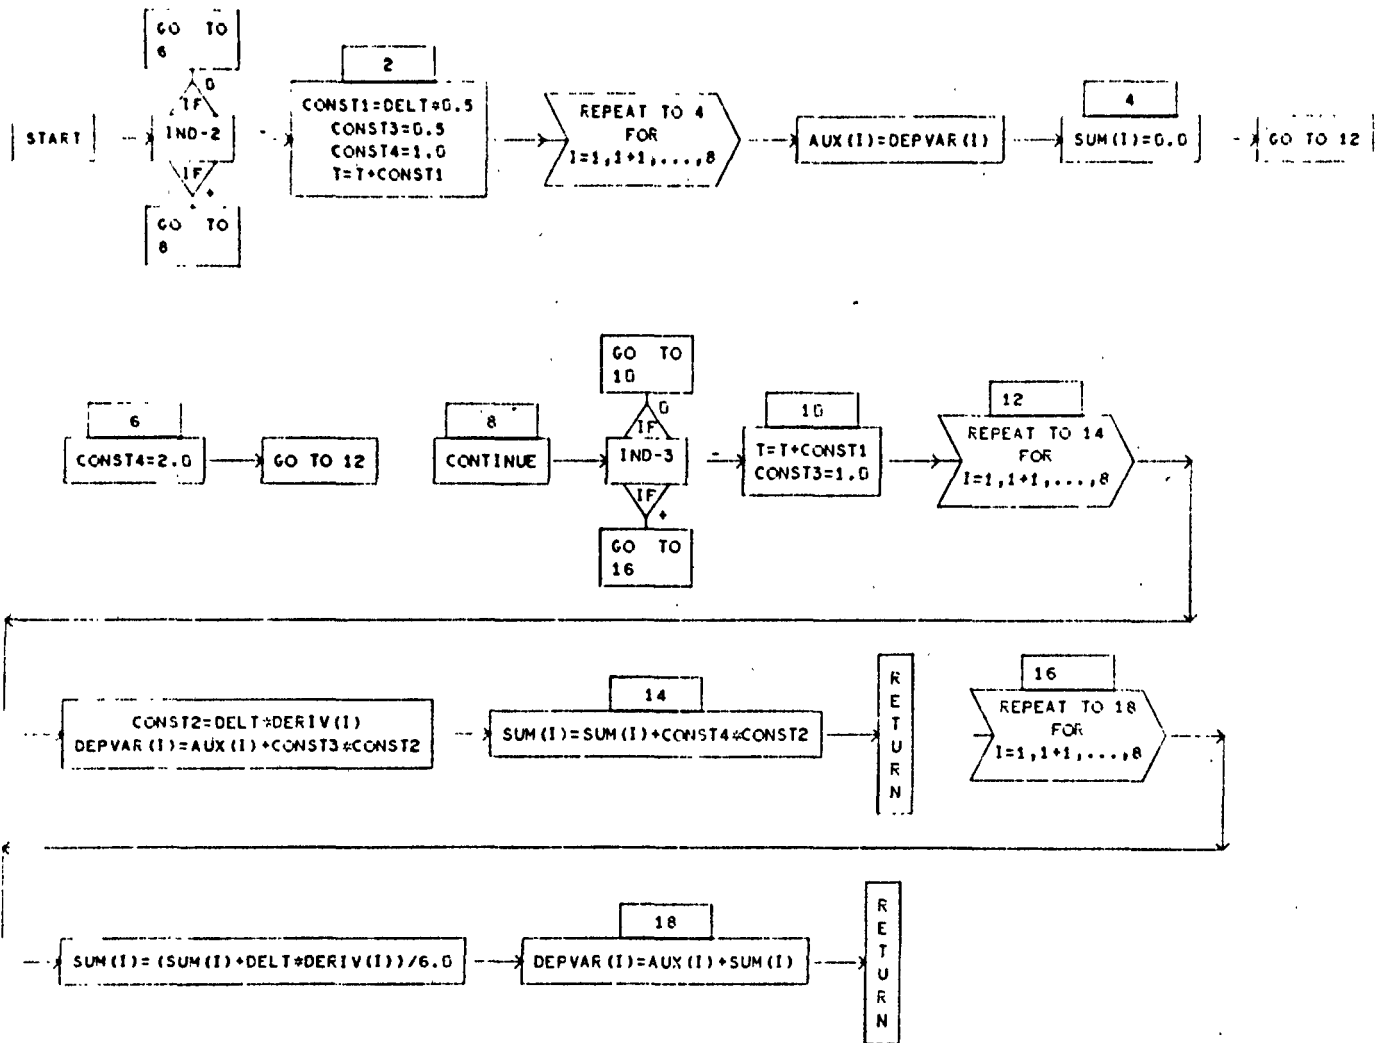 GO TO
6
0
IF
START
IND-2
-
IF
+
GO TO
8
2
CONST1=DELT*0.5
CONST3=0.5
CONST4=1.0
T=T+CONST1
REPEAT TO 4
FOR
I=1,1+1,...,8
AUX(I)=DEPVAR(I)
4
SUM(I)=0.0
GO TO 12
6
CONST4=2.0
GO TO 12
8
CONTINUE
GO TO
10
0
IF
IND-3
-
IF
+
GO TO
16
10
T=T+CONST1
CONST3=1.0
12
REPEAT TO 14
FOR
I=1,1+1,...,8
CONST2=DELT*DERIV(I)
DEPVAR(I)=AUX(I)+CONST3*CONST2
14
SUM(I)=SUM(I)+CONST4*CONST2
RETURN
16
REPEAT TO 18
FOR
I=1,1+1,...,8
SUM(I)=(SUM(I)+DELT*DERIV(I))/6.0
18
DEPVAR(I)=AUX(I)+SUM(I)
RETURN